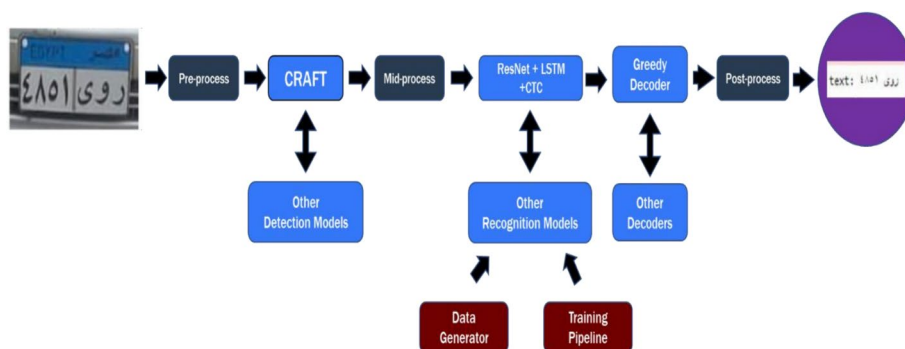 EGYPT مصر
٤٨٥١ روى
Pre-process
CRAFT
Mid-process
ResNet + LSTM
+CTC
Greedy
Decoder
Post-process
text: ٤٨٥١ روى
Other
Detection Models
Other
Recognition Models
Other
Decoders
Data
Generator
Training
Pipeline